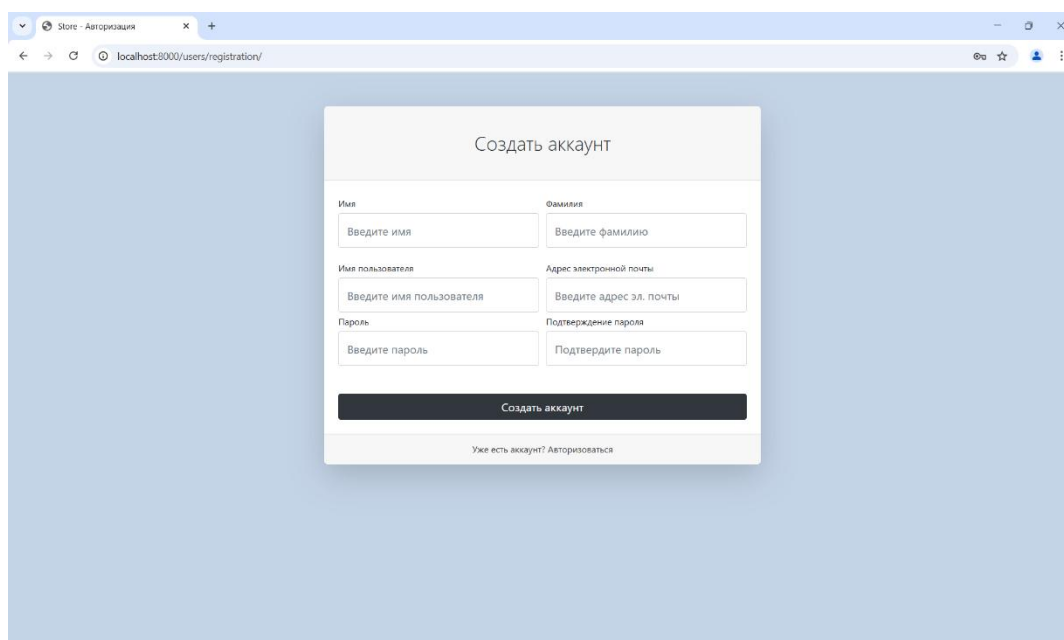 Store - Авторизация
localhost:8000/users/registration/
Создать аккаунт
Имя Фамилия
Введите имя Введите фамилию
Имя пользователя Адрес электронной почты
Введите имя пользователя Введите адрес эл. почты
Пароль Подтверждение пароля
Введите пароль Подтвердите пароль
Создать аккаунт
Уже есть аккаунт? Авторизоваться